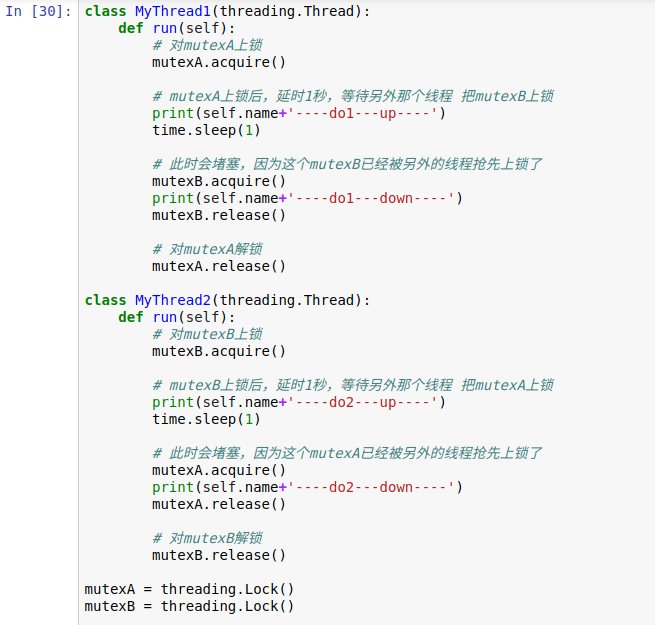 In [30]: class MyThread1(threading.Thread):
def run(self):
# 对mutexA上锁
mutexA.acquire()
# mutexA上锁后，延时1秒，等待另外那个线程 把mutexB上锁
print(self.name+'----do1---up----')
time.sleep(1)
# 此时会堵塞，因为这个mutexB已经被另外的线程抢先上锁了
mutexB.acquire()
print(self.name+'----do1---down----')
mutexB.release()
# 对mutexA解锁
mutexA.release()
class MyThread2(threading.Thread):
def run(self):
# 对mutexB上锁
mutexB.acquire()
# mutexB上锁后，延时1秒，等待另外那个线程 把mutexA上锁
print(self.name+'----do2---up----')
time.sleep(1)
# 此时会堵塞，因为这个mutexA已经被另外的线程抢先上锁了
mutexA.acquire()
print(self.name+'----do2---down----')
mutexA.release()
# 对mutexB解锁
mutexB.release()
mutexA = threading.Lock()
mutexB = threading.Lock()